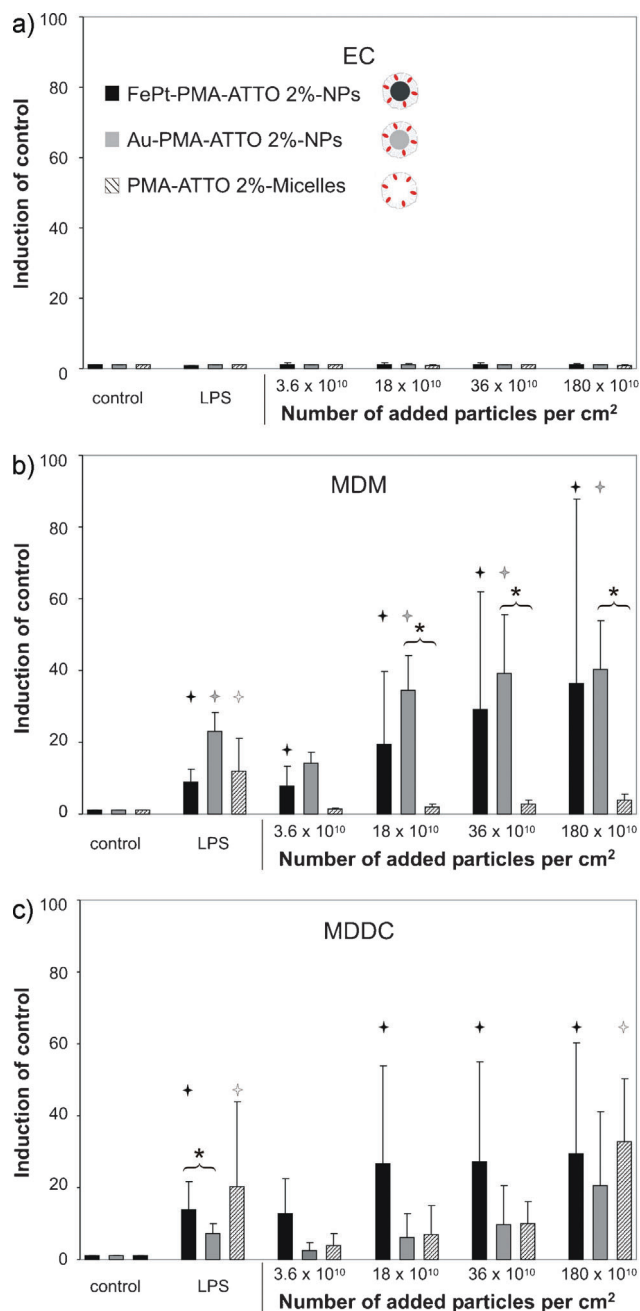 a)
EC
FePt-PMA-ATTO 2%-NPs
Au-PMA-ATTO 2%-NPs
PMA-ATTO 2%-Micelles
Induction of control
100
80
60
40
20
0
control
LPS
3.6 x 10¹⁰
18 x 10¹⁰
36 x 10¹⁰
180 x 10¹⁰
Number of added particles per cm²
b)
MDM
Induction of control
100
80
60
40
20
0
*
*
*
control
LPS
3.6 x 10¹⁰
18 x 10¹⁰
36 x 10¹⁰
180 x 10¹⁰
Number of added particles per cm²
c)
MDDC
Induction of control
100
80
60
40
20
0
*
control
LPS
3.6 x 10¹⁰
18 x 10¹⁰
36 x 10¹⁰
180 x 10¹⁰
Number of added particles per cm²